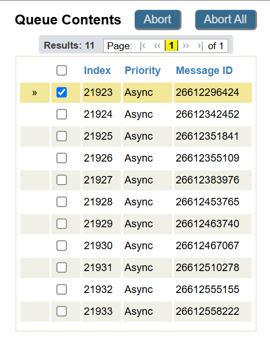 Queue Contents Abort Abort All
Results: 11 Page: |‹ ‹‹ 1 ›› ›| of 1
Index Priority Message ID
» 21923 Async 26612296424
21924 Async 26612342452
21925 Async 26612351841
21926 Async 26612355109
21927 Async 26612383976
21928 Async 26612453765
21929 Async 26612463740
21930 Async 26612467067
21931 Async 26612510278
21932 Async 26612555155
21933 Async 26612558222